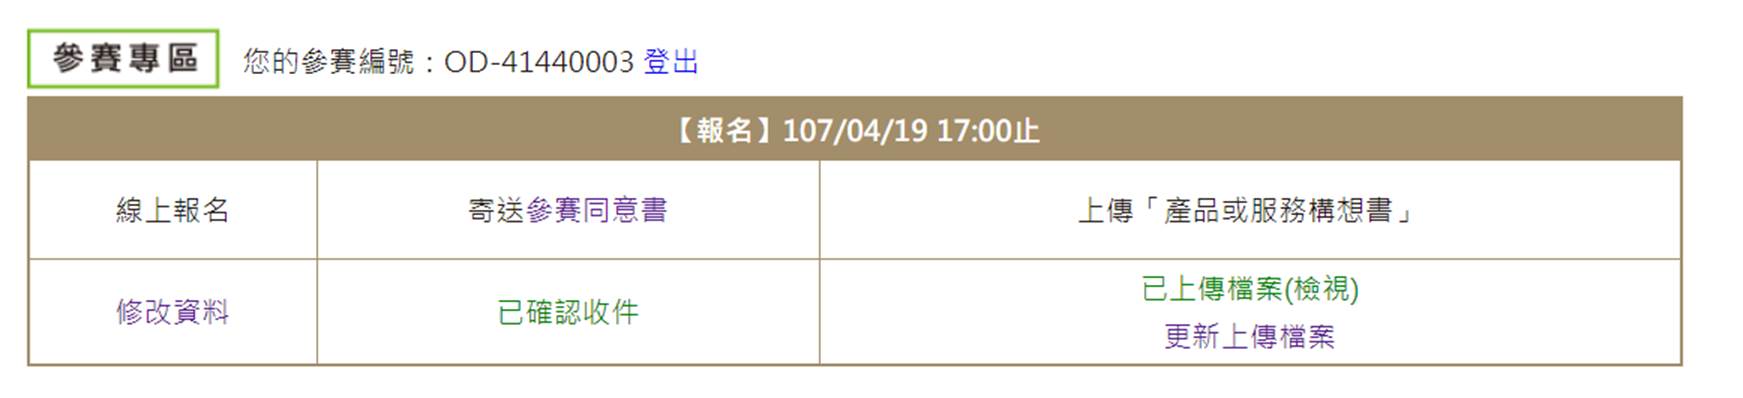 參賽專區 您的參賽編號：OD-41440003 登出
【報名】107/04/19 17:00止
線上報名 寄送參賽同意書 上傳「產品或服務構想書」
修改資料 已確認收件 已上傳檔案(檢視)
更新上傳檔案